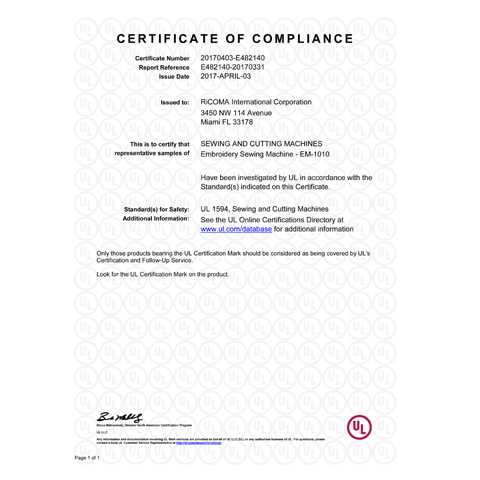 CERTIFICATE OF COMPLIANCE
Certificate Number 20170403-E482140
Report Reference E482140-20170331
Issue Date 2017-APRIL-03
Issued to: RiCOMA International Corporation
3450 NW 114 Avenue
Miami FL 33178
This is to certify that SEWING AND CUTTING MACHINES
representative samples of Embroidery Sewing Machine - EM-1010
Have been investigated by UL in accordance with the
Standard(s) indicated on this Certificate.
Standard(s) for Safety: UL 1594, Sewing and Cutting Machines
Additional Information: See the UL Online Certifications Directory at
www.ul.com/database for additional information
Only those products bearing the UL Certification Mark should be considered as being covered by UL's
Certification and Follow-Up Service.
Look for the UL Certification Mark on the product.
Bruce Mahrenholz, Director North American Certification Program
UL LLC
Any information and documentation involving UL Mark services are provided on behalf of UL LLC (UL) or any authorized licensee of UL. For questions, please
contact a local UL Customer Service Representative at http://ul.com/aboutul/locations/
UL
Page 1 of 1